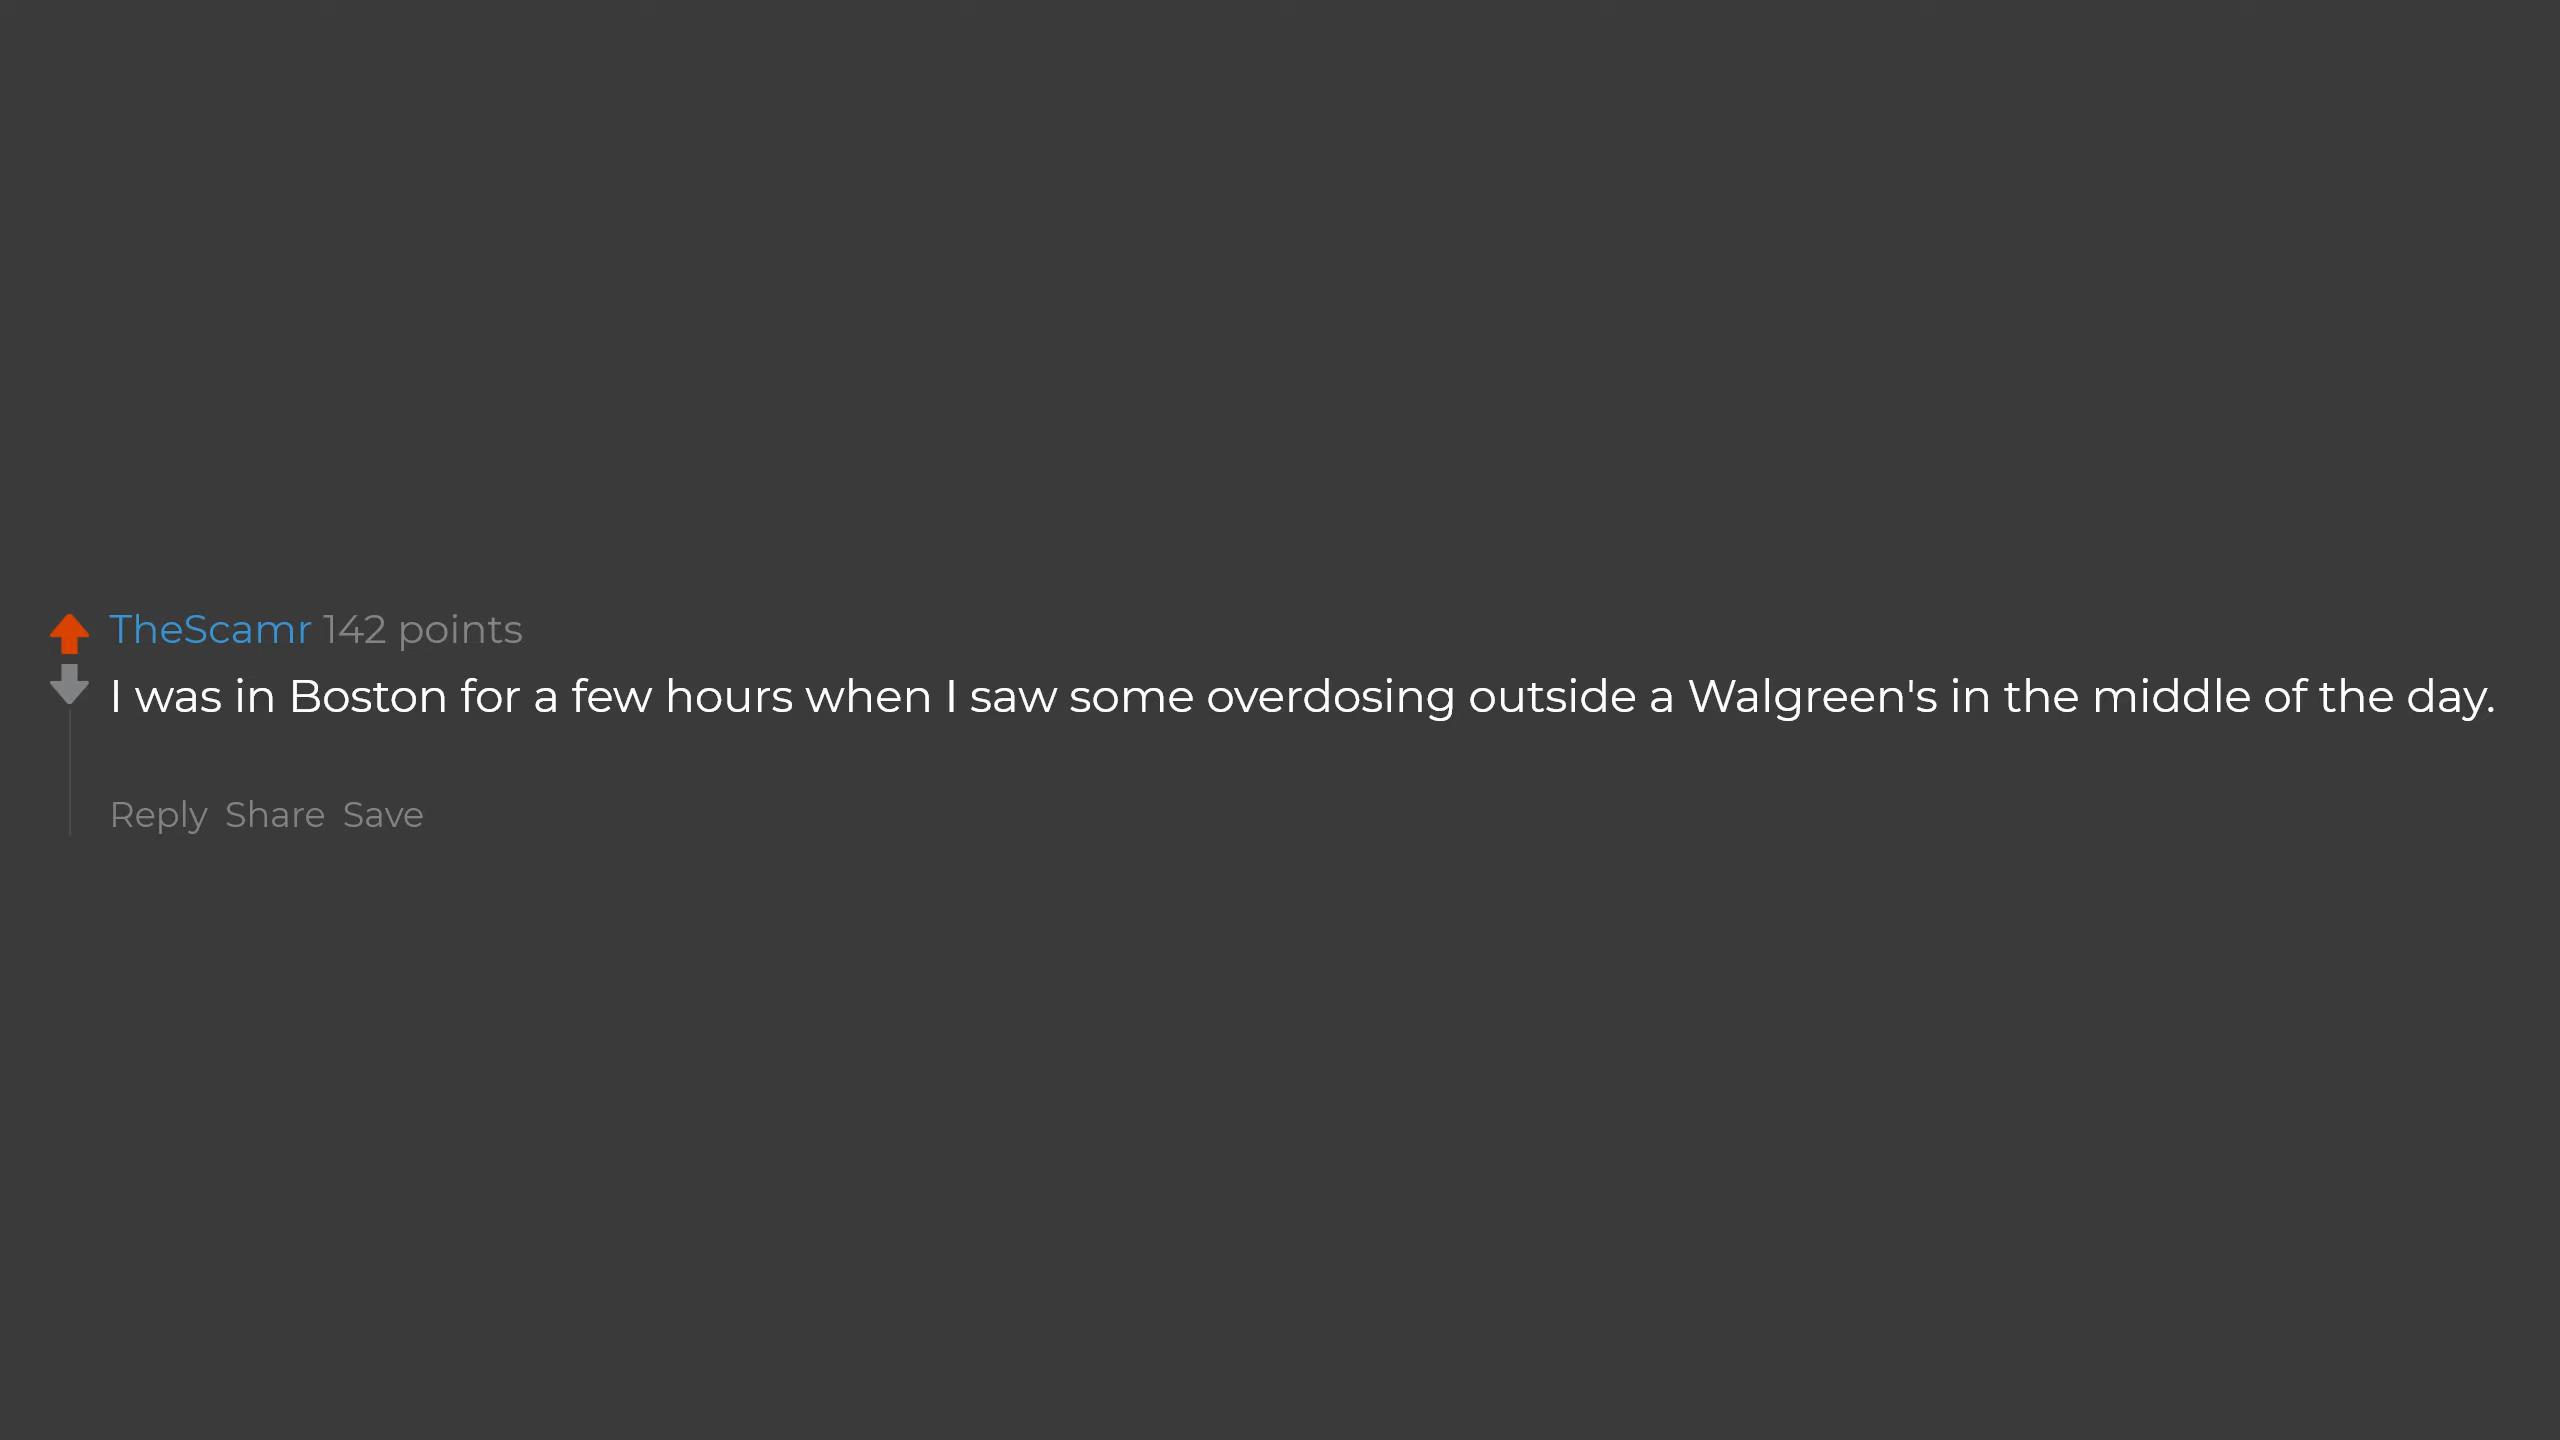 TheScamr 142 points
I was in Boston for a few hours when I saw some overdosing outside a Walgreen's in the middle of the day.
Reply Share Save